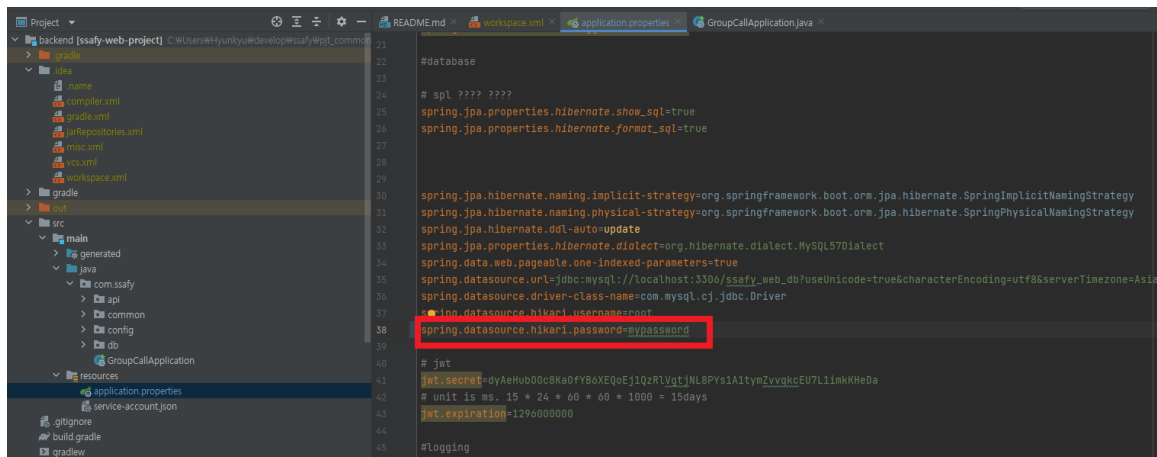 Project
README.md
workspace.xml
application.properties
GroupCallApplication.java
backend [ssafy-web-project] C:₩Users₩Hyunkyu₩develop₩ssafy₩pjt_common
.gradle
.idea
.name
compiler.xml
gradle.xml
jarRepositories.xml
misc.xml
vcs.xml
workspace.xml
gradle
out
src
main
generated
java
com.ssafy
api
common
config
db
GroupCallApplication
resources
application.properties
service-account.json
.gitignore
build.gradle
gradlew
21
22 #database
23
24 # spl ???? ????
25 spring.jpa.properties.hibernate.show_sql=true
26 spring.jpa.properties.hibernate.format_sql=true
27
28
29
30 spring.jpa.hibernate.naming.implicit-strategy=org.springframework.boot.orm.jpa.hibernate.SpringImplicitNamingStrategy
31 spring.jpa.hibernate.naming.physical-strategy=org.springframework.boot.orm.jpa.hibernate.SpringPhysicalNamingStrategy
32 spring.jpa.hibernate.ddl-auto=update
33 spring.jpa.properties.hibernate.dialect=org.hibernate.dialect.MySQL57Dialect
34 spring.data.web.pageable.one-indexed-parameters=true
35 spring.datasource.url=jdbc:mysql://localhost:3306/ssafy_web_db?useUnicode=true&characterEncoding=utf8&serverTimezone=Asia
36 spring.datasource.driver-class-name=com.mysql.cj.jdbc.Driver
37 spring.datasource.hikari.username=root
38 spring.datasource.hikari.password=mypassword
39
40 # jwt
41 jwt.secret=dyAeHubOOc8KaOfYB6XEQoEj1QzRlVgtjNL8PYs1A1tymZvvqkcEU7L1imkKHeDa
42 # unit is ms. 15 * 24 * 60 * 60 * 1000 = 15days
43 jwt.expiration=1296000000
44
45 #logging